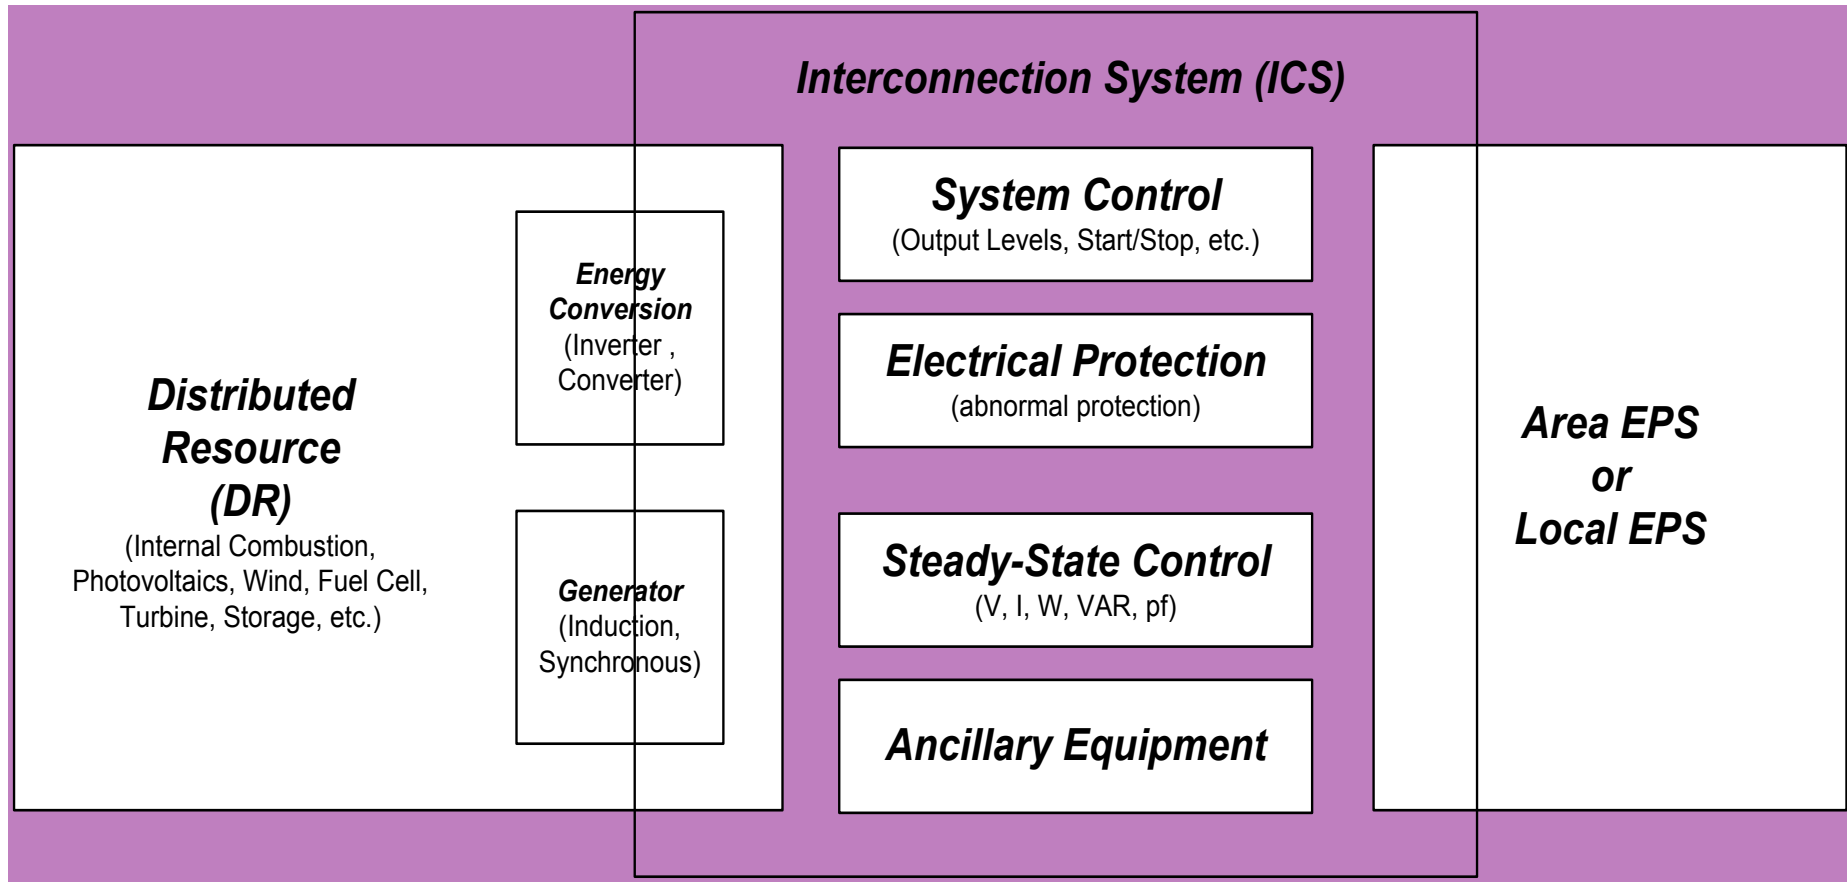 Interconnection System (ICS)
Distributed
Resource
(DR)
(Internal Combustion,
Photovoltaics, Wind, Fuel Cell,
Turbine, Storage, etc.)
Energy
Conversion
(Inverter ,
Converter)
Generator
(Induction,
Synchronous)
System Control
(Output Levels, Start/Stop, etc.)
Electrical Protection
(abnormal protection)
Steady-State Control
(V, I, W, VAR, pf)
Ancillary Equipment
Area EPS
or
Local EPS